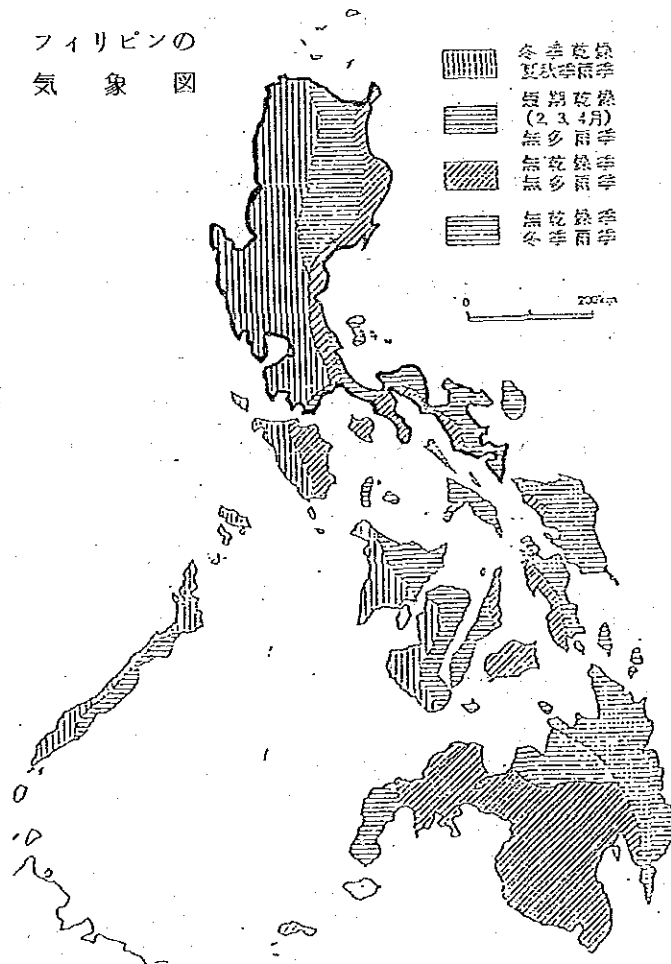 フィリピンの
気象図
冬季乾燥
夏秋季雨季
短期乾燥
(2,3,4月)
無多雨季
無乾燥季
無多雨季
無乾燥季
冬季雨季
0 200km